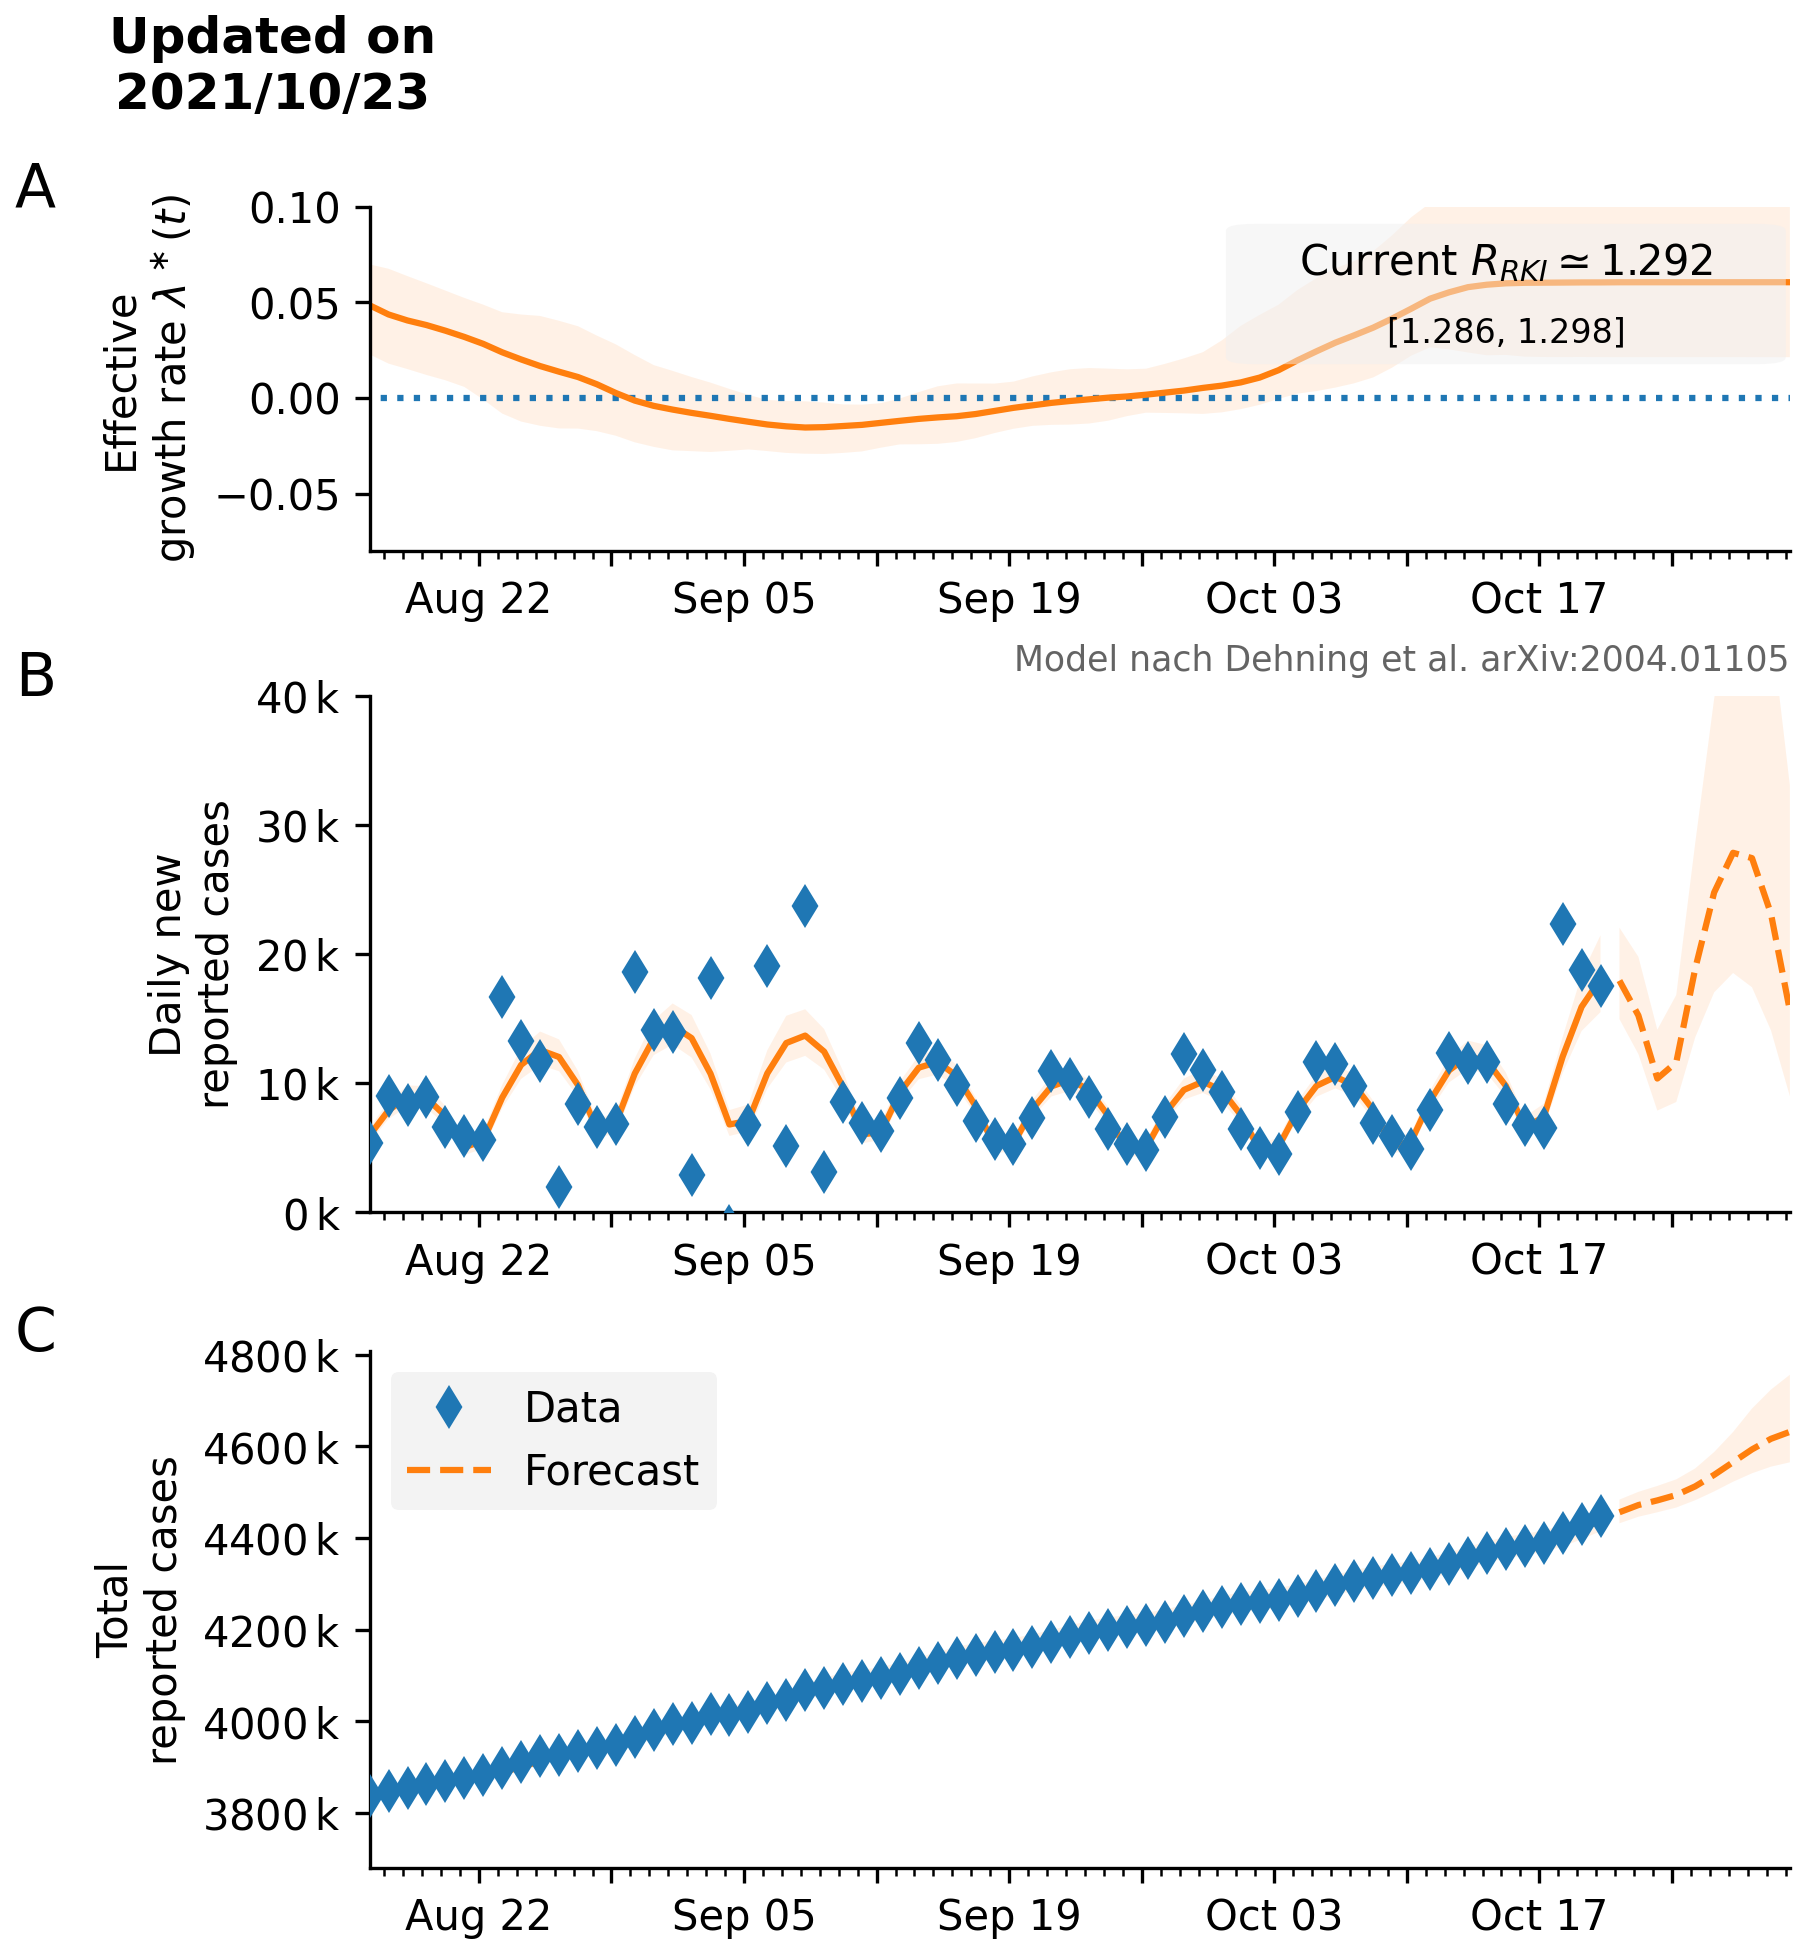 Updated on
2021/10/23
A
Effective
growth rate λ * (t)
0.10
0.05
0.00
−0.05
Current R_RKI ≃ 1.292
[1.286, 1.298]
Aug 22
Sep 05
Sep 19
Oct 03
Oct 17
B
Model nach Dehning et al. arXiv:2004.01105
Daily new
reported cases
40 k
30 k
20 k
10 k
0 k
Aug 22
Sep 05
Sep 19
Oct 03
Oct 17
C
Total
reported cases
4800 k
4600 k
4400 k
4200 k
4000 k
3800 k
Data
Forecast
Aug 22
Sep 05
Sep 19
Oct 03
Oct 17